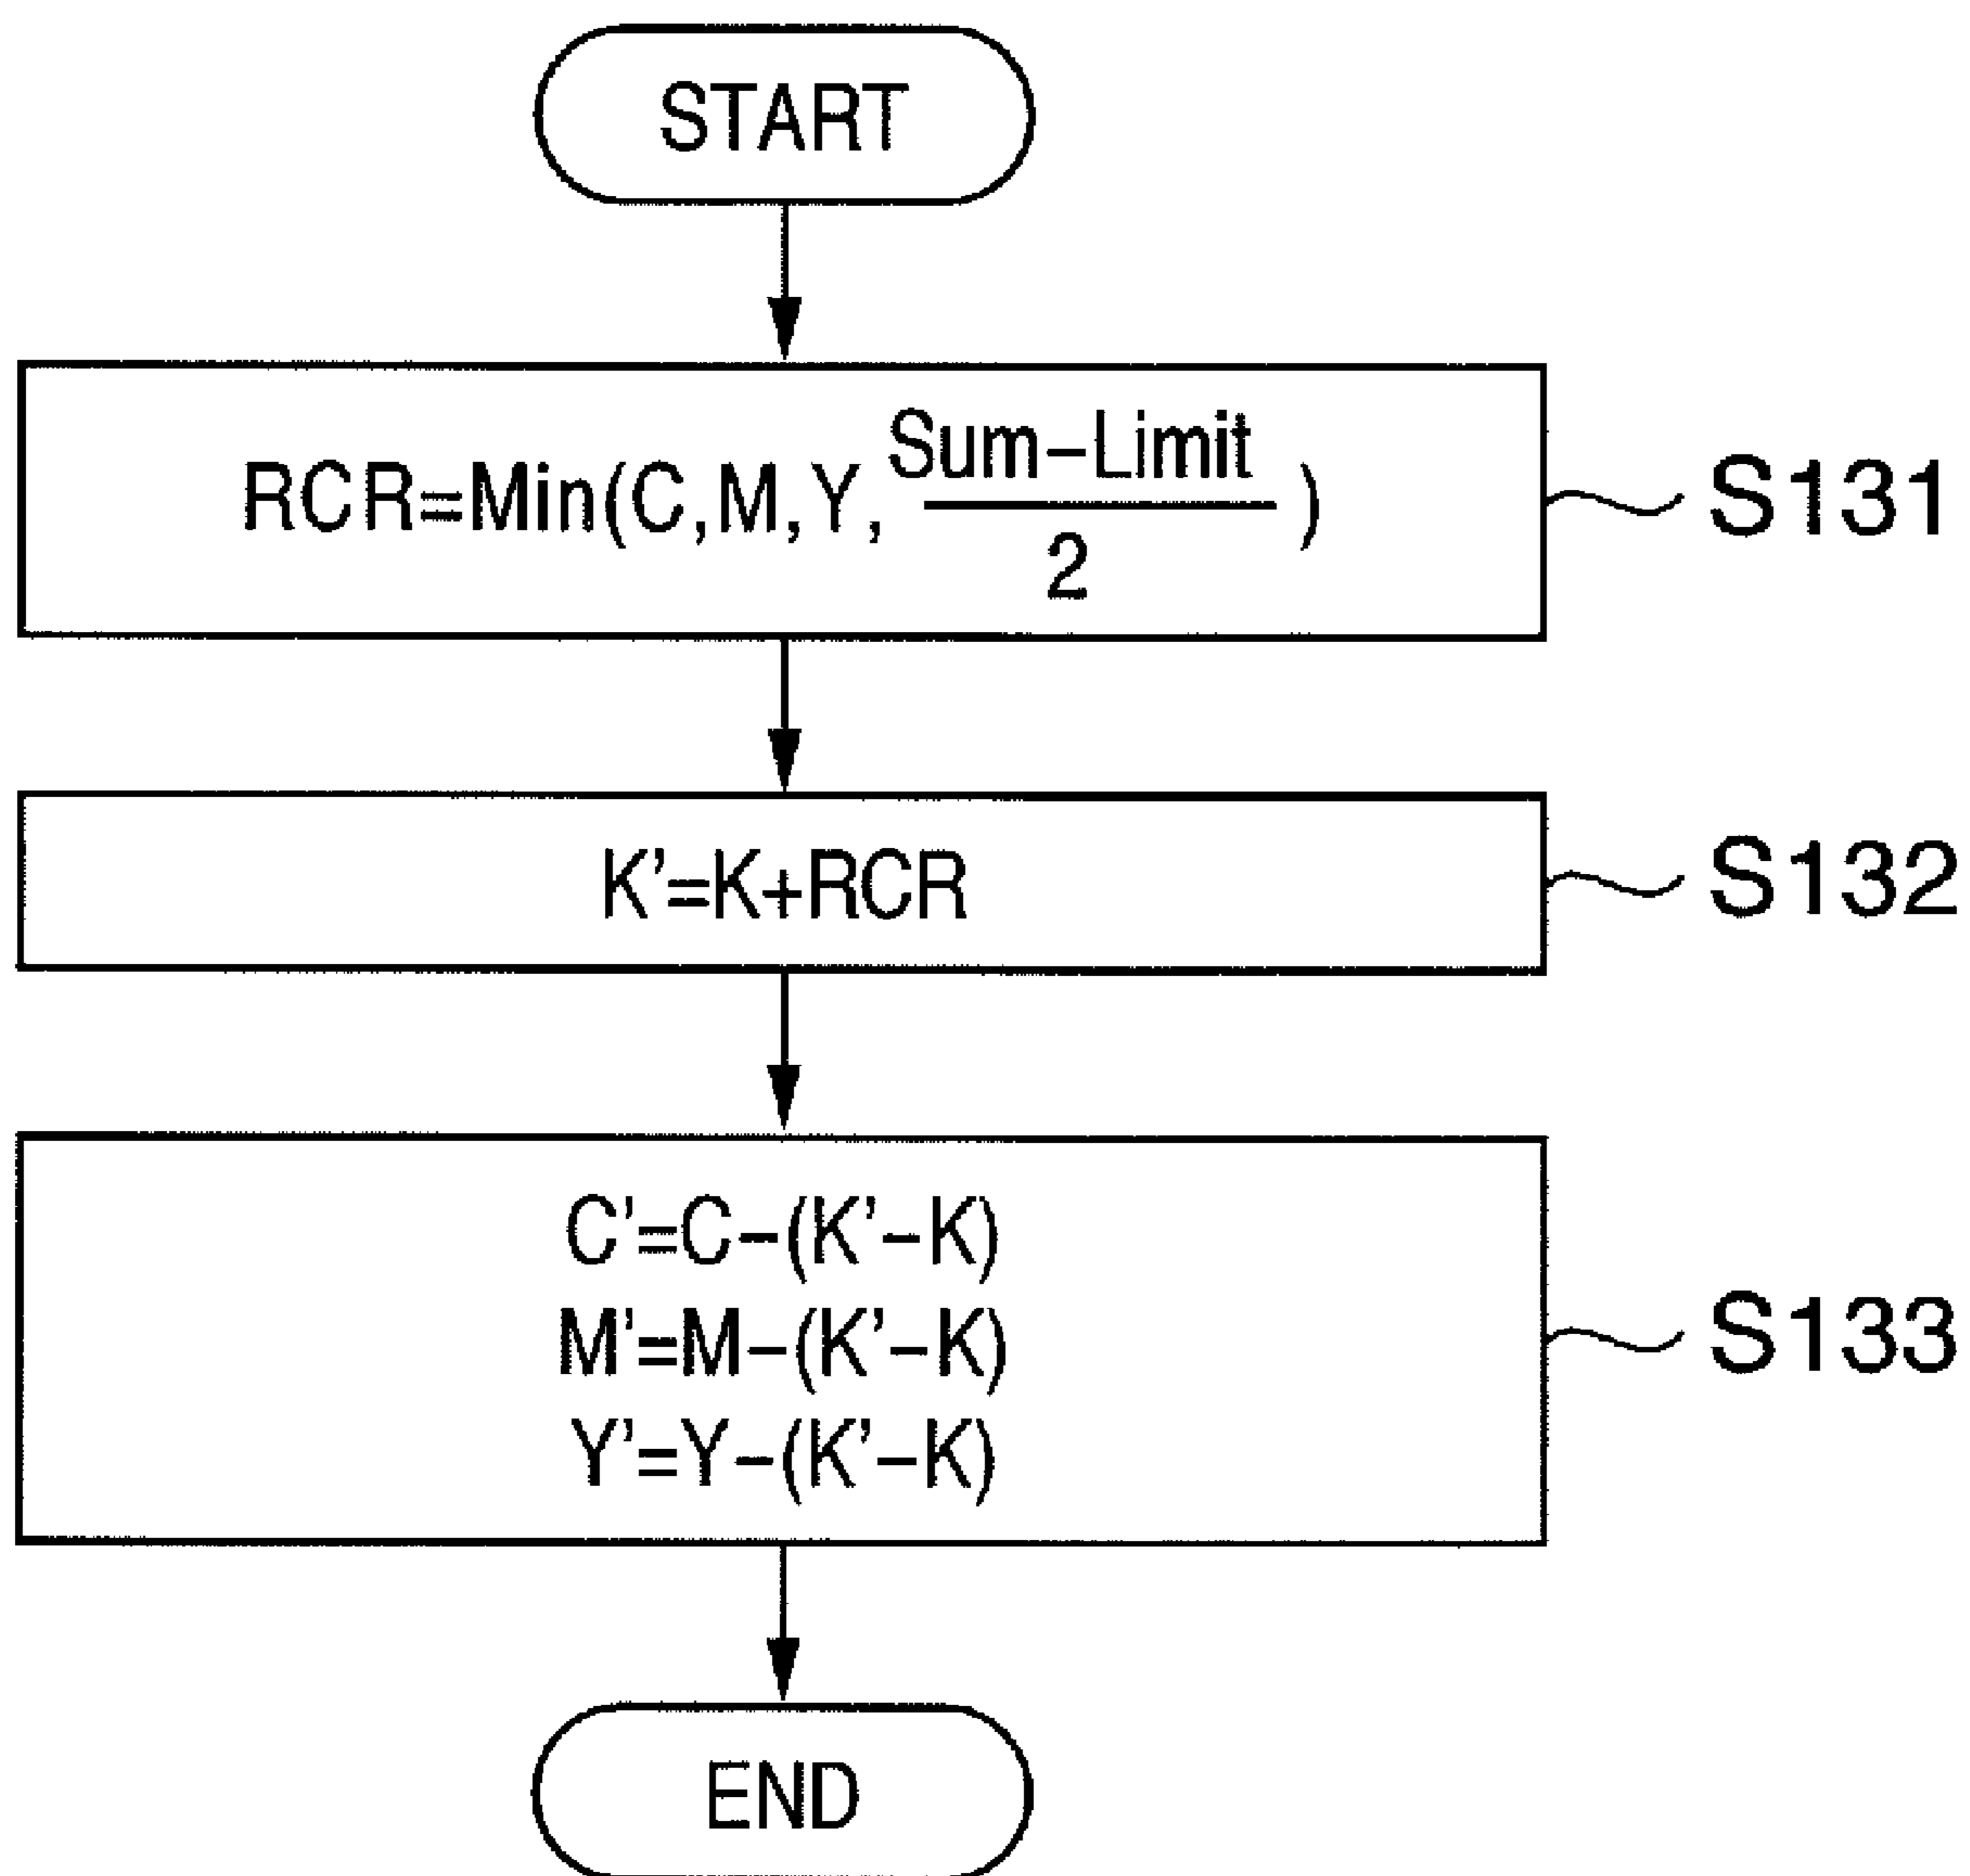 START
RCR=Min(C,M,Y, Sum-Limit
2 )
S131
K'=K+RCR
S132
C'=C-(K'-K)
M'=M-(K'-K)
Y'=Y-(K'-K)
S133
END